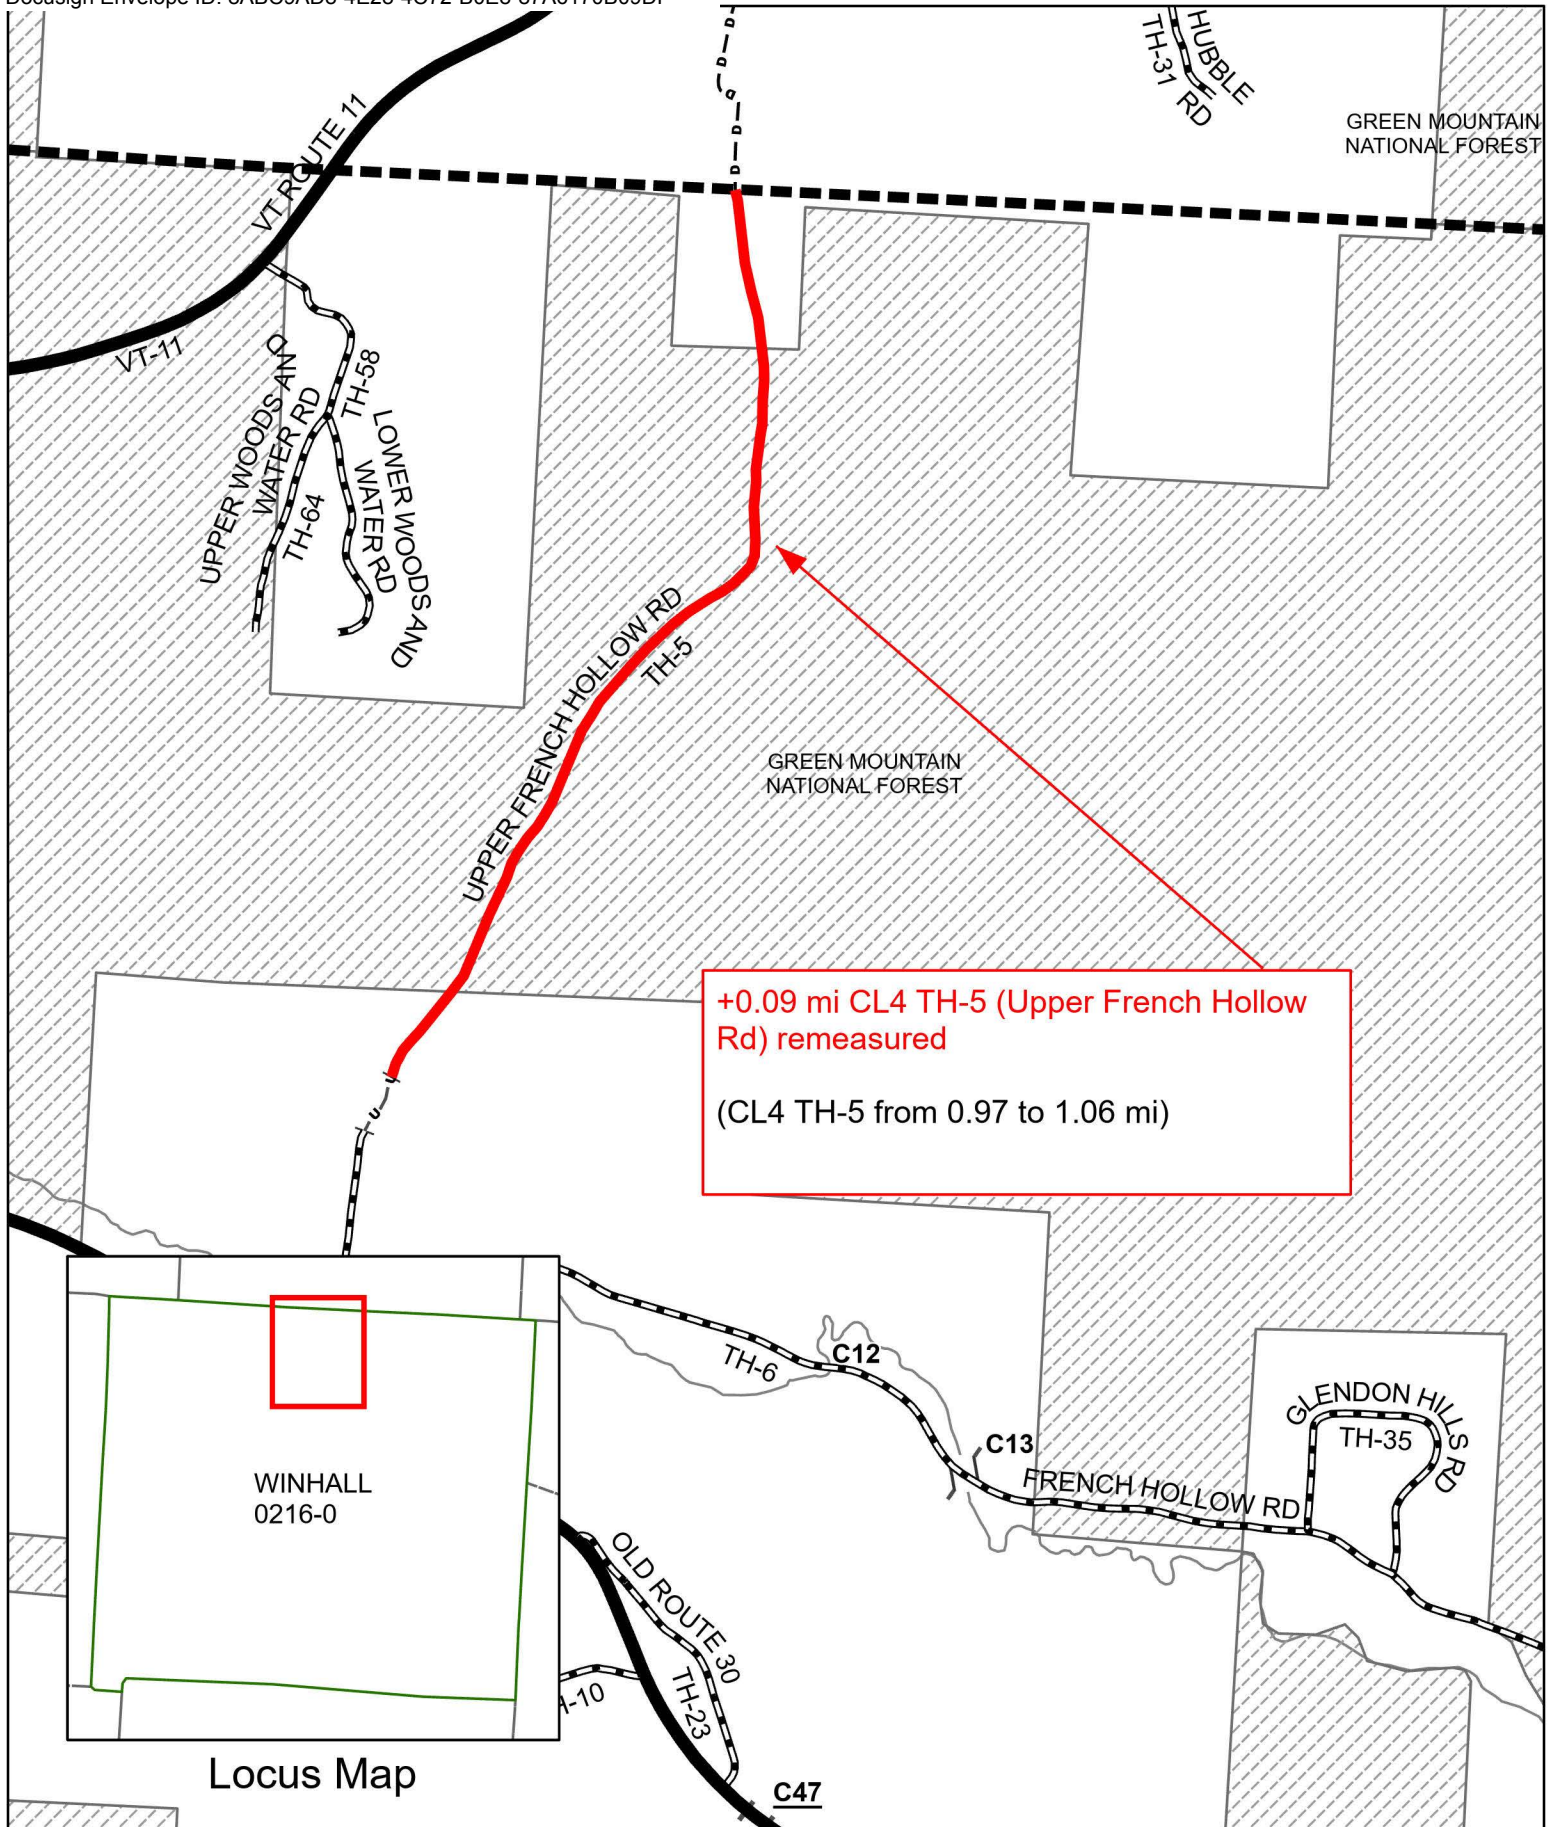 HUBBLE
RD
TH-31
GREEN MOUNTAIN
NATIONAL FOREST
VT ROUTE 11
VT-11
TH-58
UPPER WOODS AND
WATER RD
TH-64
LOWER WOODS AND
WATER RD
UPPER FRENCH HOLLOW RD
TH-5
GREEN MOUNTAIN
NATIONAL FOREST
+0.09 mi CL4 TH-5 (Upper French Hollow
Rd) remeasured
(CL4 TH-5 from 0.97 to 1.06 mi)
TH-6
C12
C13
FRENCH HOLLOW RD
GLENDON HILLS RD
TH-35
WINHALL
0216-0
OLD ROUTE 30
TH-23
-10
C47
Locus Map